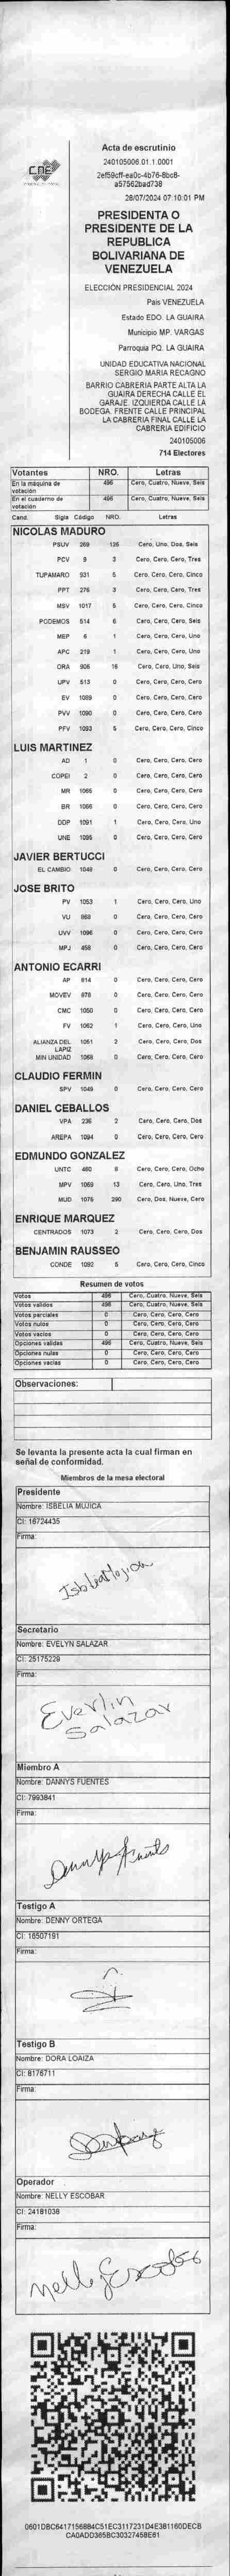 Acta de escrutinio
240105006.01.1.0001
2ef59cff-ea0c-4b76-8bc8-
a57562bad738
28/07/2024 07:10:01 PM
CNE
PRESIDENTA O
PRESIDENTE DE LA
REPUBLICA
BOLIVARIANA DE
VENEZUELA
ELECCIÓN PRESIDENCIAL 2024
Pais VENEZUELA
Estado EDO. LA GUAIRA
Municipio MP. VARGAS
Parroquia PQ. LA GUAIRA
UNIDAD EDUCATIVA NACIONAL
SERGIO MARIA RECAGNO
BARRIO CABRERIA PARTE ALTA LA
GUAIRA DERECHA CALLE EL
GARAJE. IZQUIERDA CALLE LA
BODEGA. FRENTE CALLE PRINCIPAL
LA CABRERIA FINAL CALLE LA
CABRERIA EDIFICIO
240105006
714 Electores
Votantes NRO. Letras
En la máquina de votación 496 Cero, Cuatro, Nueve, Seis
En el cuaderno de votación 496 Cero, Cuatro, Nueve, Seis
Cand. Sigla Código NRO. Letras
NICOLAS MADURO
PSUV 269 126 Cero, Uno, Dos, Seis
PCV 9 3 Cero, Cero, Cero, Tres
TUPAMARO 931 5 Cero, Cero, Cero, Cinco
PPT 276 3 Cero, Cero, Cero, Tres
MSV 1017 5 Cero, Cero, Cero, Cinco
PODEMOS 514 6 Cero, Cero, Cero, Seis
MEP 6 1 Cero, Cero, Cero, Uno
APC 219 1 Cero, Cero, Cero, Uno
ORA 906 16 Cero, Cero, Uno, Seis
UPV 513 0 Cero, Cero, Cero, Cero
EV 1089 0 Cero, Cero, Cero, Cero
PVV 1090 0 Cero, Cero, Cero, Cero
PFV 1093 5 Cero, Cero, Cero, Cinco
LUIS MARTINEZ
AD 1 0 Cero, Cero, Cero, Cero
COPEI 2 0 Cero, Cero, Cero, Cero
MR 1065 0 Cero, Cero, Cero, Cero
BR 1066 0 Cero, Cero, Cero, Cero
DDP 1091 1 Cero, Cero, Cero, Uno
UNE 1095 0 Cero, Cero, Cero, Cero
JAVIER BERTUCCI
EL CAMBIO 1048 0 Cero, Cero, Cero, Cero
JOSE BRITO
PV 1053 1 Cero, Cero, Cero, Uno
VU 868 0 Cero, Cero, Cero, Cero
UVV 1096 0 Cero, Cero, Cero, Cero
MPJ 458 0 Cero, Cero, Cero, Cero
ANTONIO ECARRI
AP 814 0 Cero, Cero, Cero, Cero
MOVEV 878 0 Cero, Cero, Cero, Cero
CMC 1050 0 Cero, Cero, Cero, Cero
FV 1062 1 Cero, Cero, Cero, Uno
ALIANZA DEL LAPIZ 1051 2 Cero, Cero, Cero, Dos
MIN UNIDAD 1068 0 Cero, Cero, Cero, Cero
CLAUDIO FERMIN
SPV 1049 0 Cero, Cero, Cero, Cero
DANIEL CEBALLOS
VPA 236 2 Cero, Cero, Cero, Dos
AREPA 1094 0 Cero, Cero, Cero, Cero
EDMUNDO GONZALEZ
UNTC 460 8 Cero, Cero, Cero, Ocho
MPV 1069 13 Cero, Cero, Uno, Tres
MUD 1076 290 Cero, Dos, Nueve, Cero
ENRIQUE MARQUEZ
CENTRADOS 1073 2 Cero, Cero, Cero, Dos
BENJAMIN RAUSSEO
CONDE 1092 5 Cero, Cero, Cero, Cinco
Resumen de votos
Votos 496 Cero, Cuatro, Nueve, Seis
Votos validos 496 Cero, Cuatro, Nueve, Seis
Votos parciales 0 Cero, Cero, Cero, Cero
Votos nulos 0 Cero, Cero, Cero, Cero
Votos vacios 0 Cero, Cero, Cero, Cero
Opciones validas 496 Cero, Cuatro, Nueve, Seis
Opciones nulas 0 Cero, Cero, Cero, Cero
Opciones vacias 0 Cero, Cero, Cero, Cero
Observaciones:
Se levanta la presente acta la cual firman en
señal de conformidad.
Miembros de la mesa electoral
Presidente
Nombre: ISBELIA MUJICA
CI: 16724435
Firma:
Secretario
Nombre: EVELYN SALAZAR
CI: 25175229
Firma:
Everlin
Salazar
Miembro A
Nombre: DANNYS FUENTES
CI: 7993841
Firma:
Testigo A
Nombre: DENNY ORTEGA
CI: 16507191
Firma:
Testigo B
Nombre: DORA LOAIZA
CI: 8176711
Firma:
Operador
Nombre: NELLY ESCOBAR
CI: 24181038
Firma:
Nelly Escobar
0601DBC6417156884C51EC3117231D4E381160DECB
CA0ADD365BC30327458E61